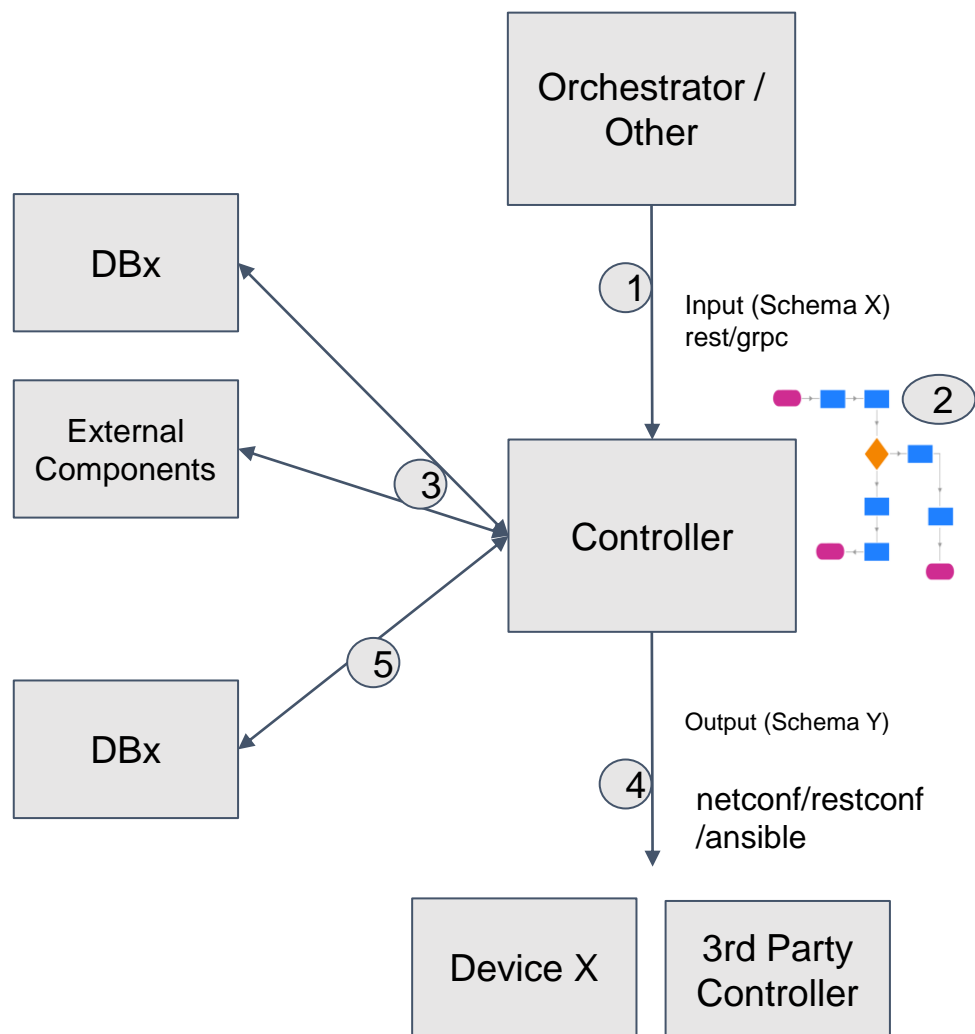 Orchestrator /
Other
DBx
1
Input (Schema X)
rest/grpc
2
External
Components
3
Controller
5
DBx
Output (Schema Y)
4
netconf/restconf
/ansible
Device X
3rd Party
Controller